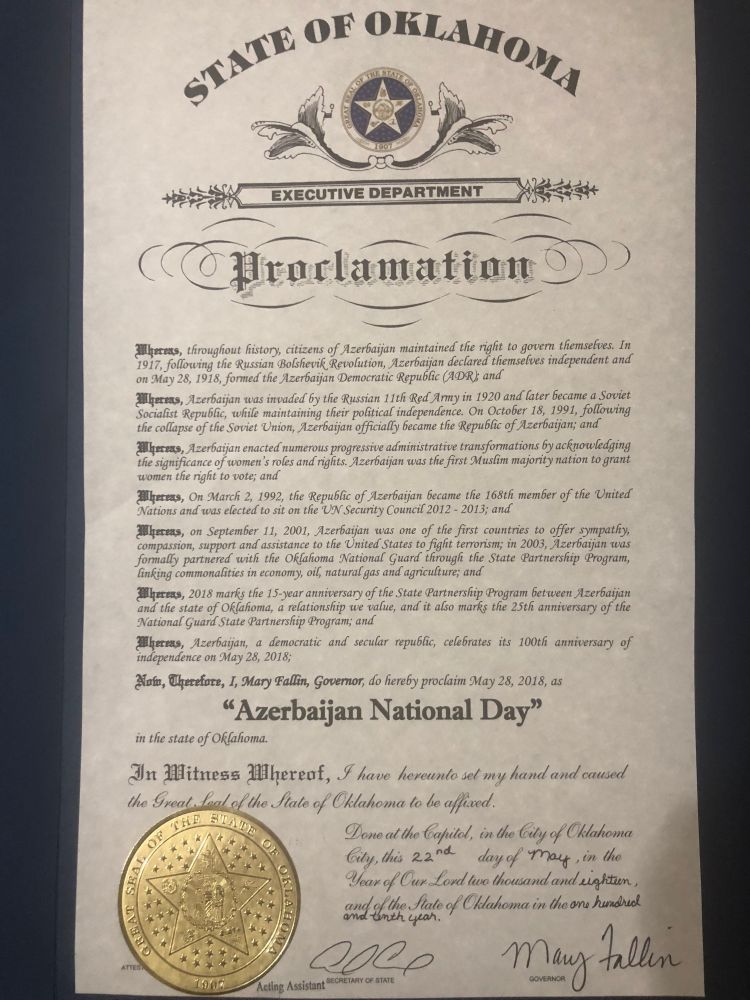 STATE OF OKLAHOMA
GREAT SEAL OF THE STATE OF OKLAHOMA
1907
EXECUTIVE DEPARTMENT
Proclamation
Whereas, throughout history, citizens of Azerbaijan maintained the right to govern themselves. In
1917, following the Russian Bolshevik Revolution, Azerbaijan declared themselves independent and
on May 28, 1918, formed the Azerbaijan Democratic Republic (ADR); and
Whereas, Azerbaijan was invaded by the Russian 11th Red Army in 1920 and later became a Soviet
Socialist Republic, while maintaining their political independence. On October 18, 1991, following
the collapse of the Soviet Union, Azerbaijan officially became the Republic of Azerbaijan; and
Whereas, Azerbaijan enacted numerous progressive administrative transformations by acknowledging
the significance of women's roles and rights. Azerbaijan was the first Muslim majority nation to grant
women the right to vote; and
Whereas, On March 2, 1992, the Republic of Azerbaijan became the 168th member of the United
Nations and was elected to sit on the UN Security Council 2012 - 2013; and
Whereas, on September 11, 2001, Azerbaijan was one of the first countries to offer sympathy,
compassion, support and assistance to the United States to fight terrorism; in 2003, Azerbaijan was
formally partnered with the Oklahoma National Guard through the State Partnership Program,
linking commonalities in economy, oil, natural gas and agriculture; and
Whereas, 2018 marks the 15-year anniversary of the State Partnership Program between Azerbaijan
and the state of Oklahoma, a relationship we value, and it also marks the 25th anniversary of the
National Guard State Partnership Program; and
Whereas, Azerbaijan, a democratic and secular republic, celebrates its 100th anniversary of
independence on May 28, 2018;
Now, Therefore, I, Mary Fallin, Governor, do hereby proclaim May 28, 2018, as
“Azerbaijan National Day”
in the state of Oklahoma.
In Witness Whereof, I have hereunto set my hand and caused
the Great Seal of the State of Oklahoma to be affixed.
Done at the Capitol, in the City of Oklahoma
City, this 22nd day of May, in the
Year of Our Lord two thousand and eighteen,
and of the State of Oklahoma in the one hundred
and tenth year.
GREAT SEAL OF THE STATE OF OKLAHOMA
1907
Mary Fallin
ATTEST
Acting Assistant SECRETARY OF STATE
GOVERNOR